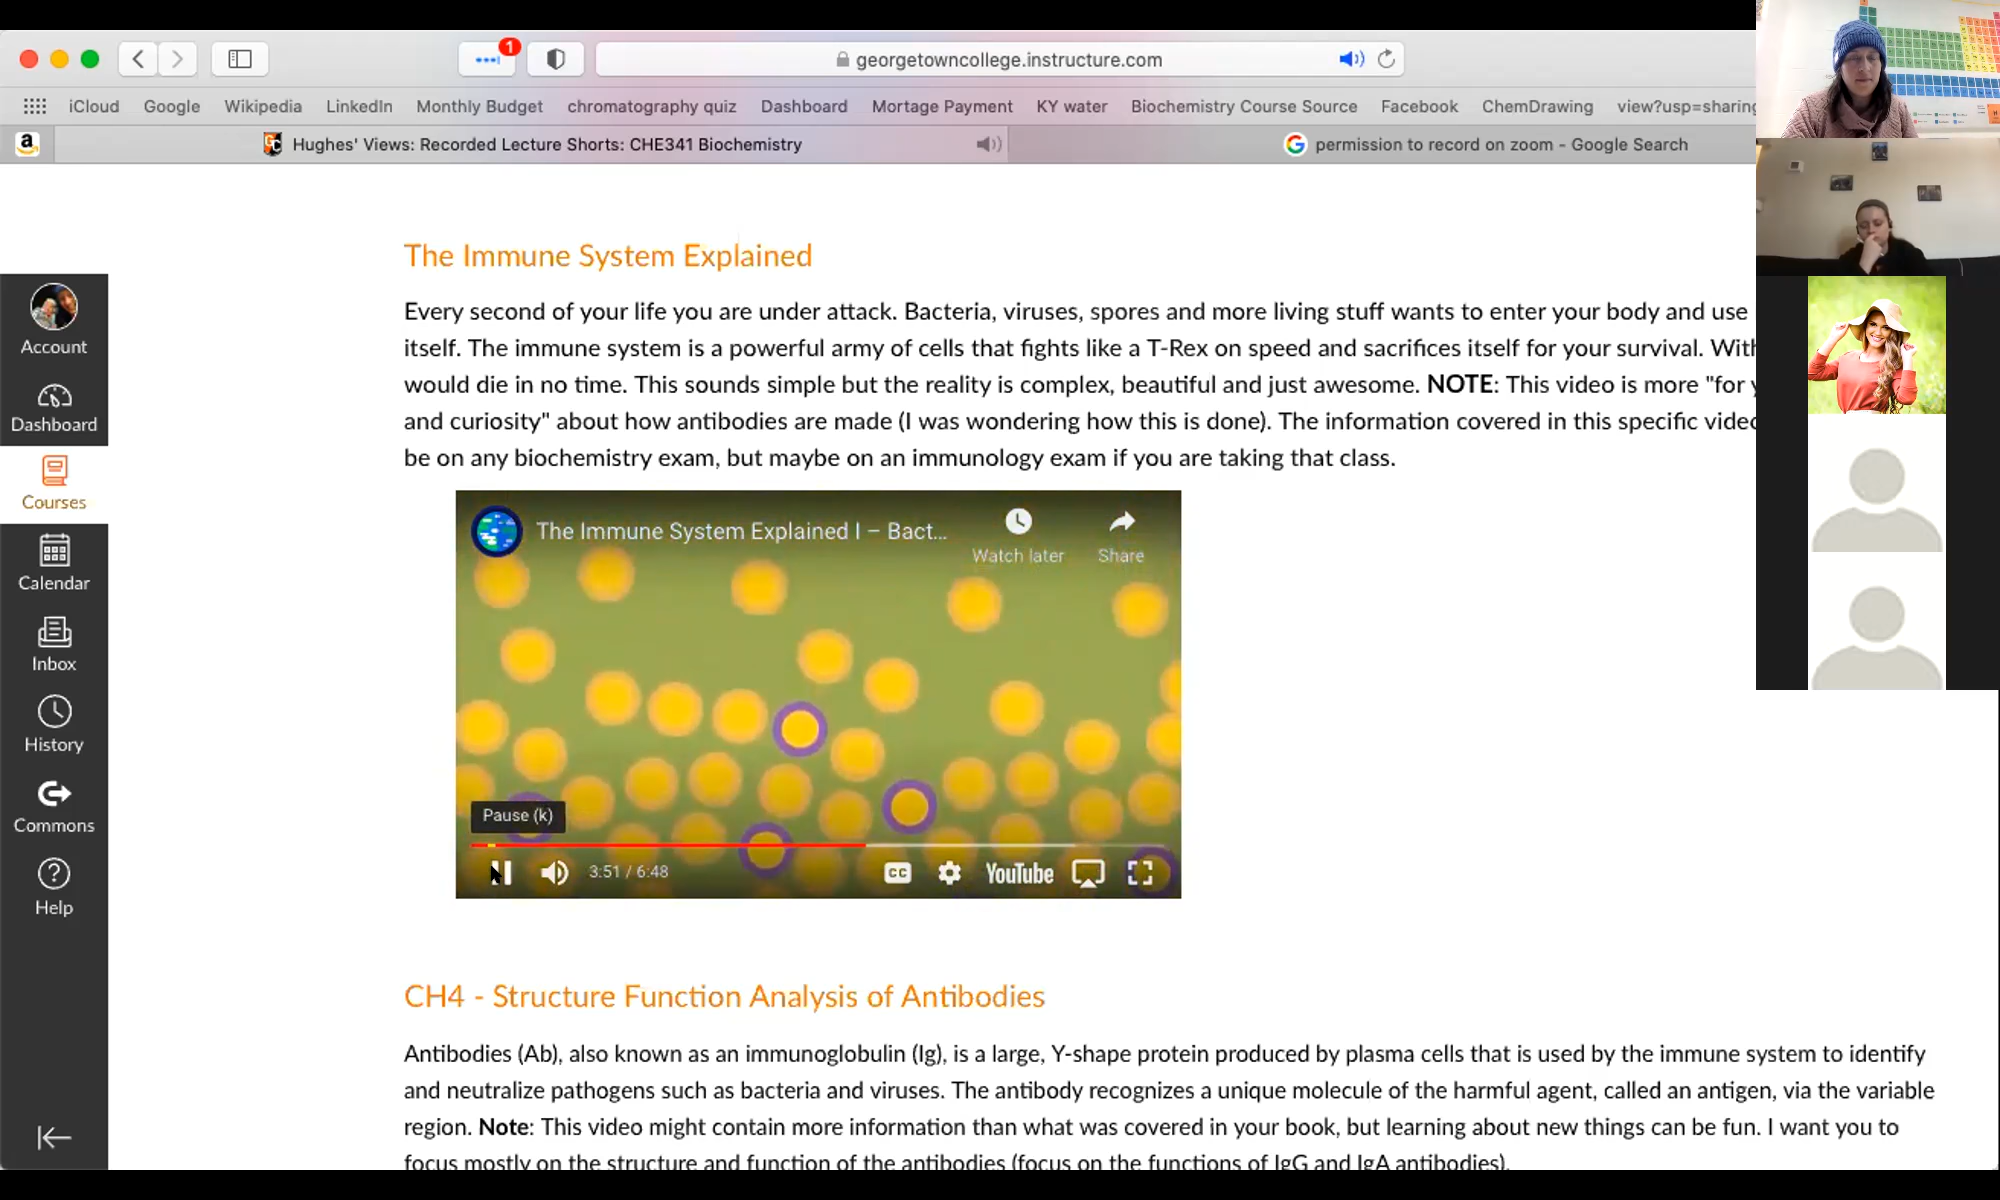 1
georgetowncollege.instructure.com
iCloud Google Wikipedia LinkedIn Monthly Budget chromatography quiz Dashboard Mortage Payment KY water Biochemistry Course Source Facebook ChemDrawing view?usp=sharing
a Hughes' Views: Recorded Lecture Shorts: CHE341 Biochemistry permission to record on zoom - Google Search
Account
Dashboard
Courses
Calendar
Inbox
History
Commons
Help
The Immune System Explained
Every second of your life you are under attack. Bacteria, viruses, spores and more living stuff wants to enter your body and use
itself. The immune system is a powerful army of cells that fights like a T-Rex on speed and sacrifices itself for your survival.
would die in no time. This sounds simple but the reality is complex, beautiful and just awesome. NOTE: This video is more "for
and curiosity" about how antibodies are made (I was wondering how this is done). The information covered in this specific
be on any biochemistry exam, but maybe on an immunology exam if you are taking that class.
The Immune System Explained I – Bact...
Watch later
Share
Pause (k)
3:51 / 6:48
CC
YouTube
CH4 - Structure Function Analysis of Antibodies
Antibodies (Ab), also known as an immunoglobulin (Ig), is a large, Y-shape protein produced by plasma cells that is used by the immune system to identify
and neutralize pathogens such as bacteria and viruses. The antibody recognizes a unique molecule of the harmful agent, called an antigen, via the variable
region. Note: This video might contain more information than what was covered in your book, but learning about new things can be fun. I want you to
focus mostly on the structure and function of the antibodies (focus on the functions of IgG and IgA antibodies).